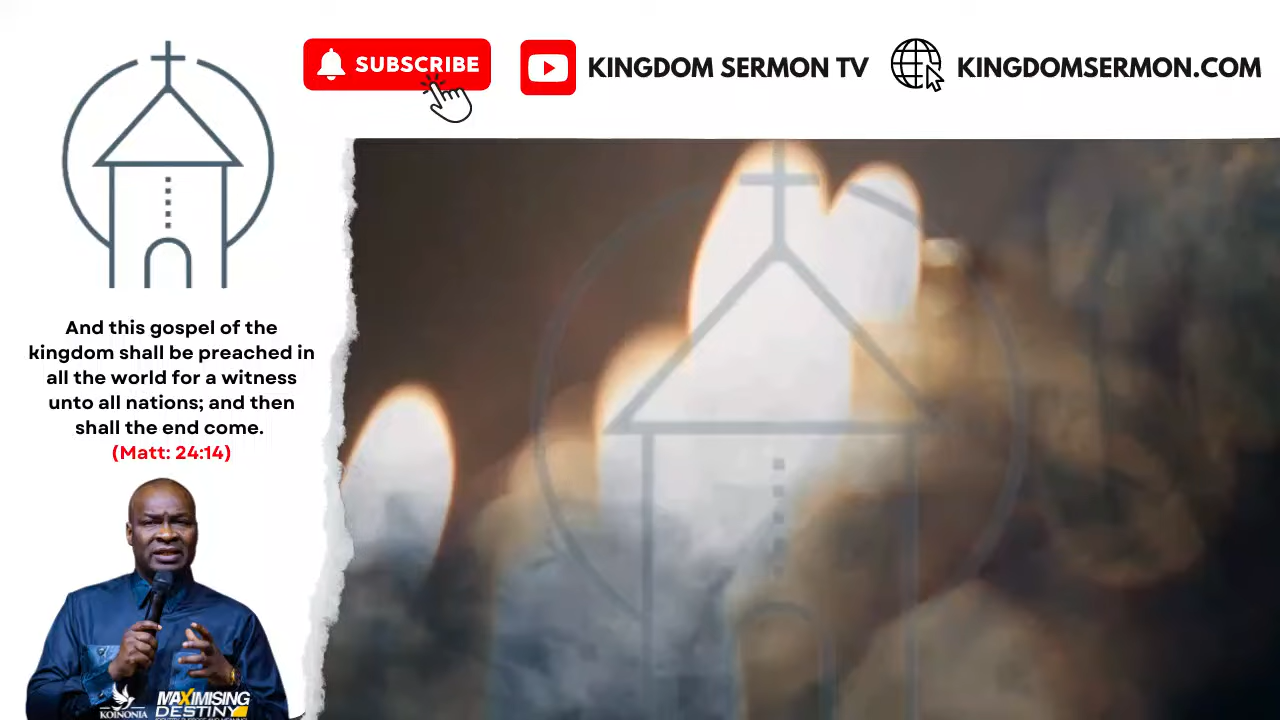 SUBSCRIBE
KINGDOM SERMON TV
KINGDOMSERMON.COM
And this gospel of the
kingdom shall be preached in
all the world for a witness
unto all nations; and then
shall the end come.
(Matt: 24:14)
KOINONIA
MAXIMISING
DESTINY